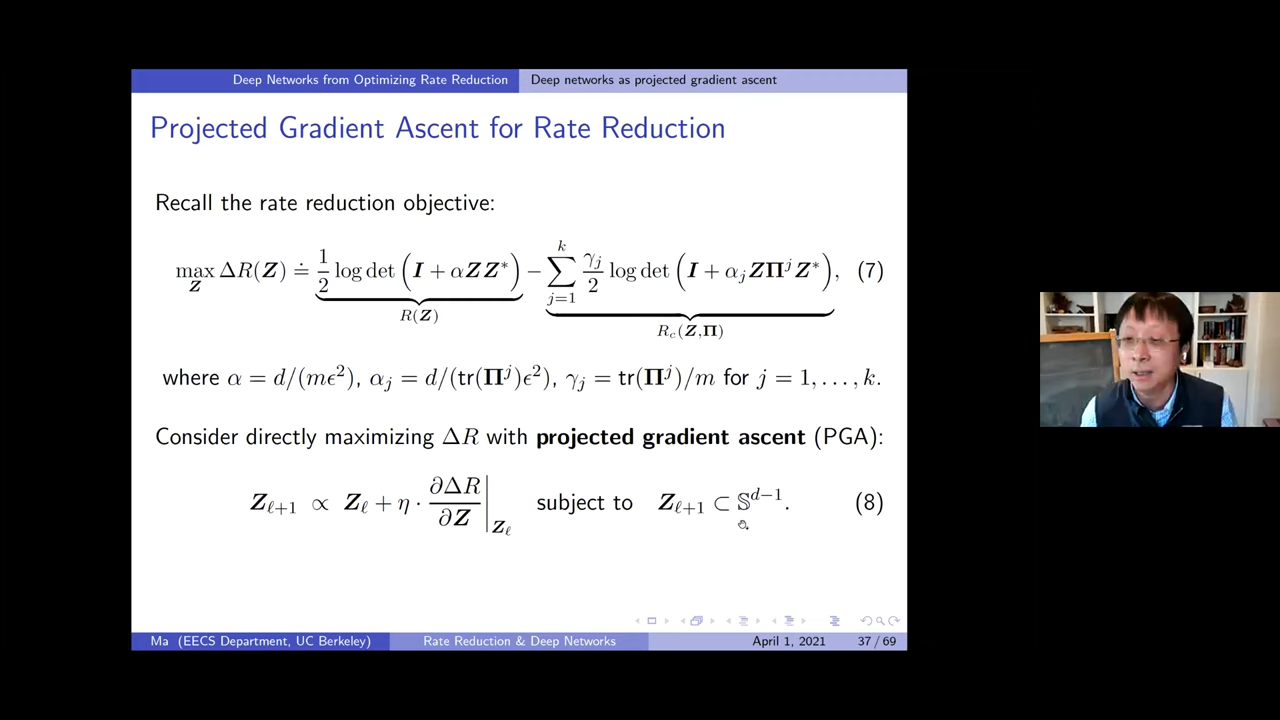 Deep Networks from Optimizing Rate Reduction Deep networks as projected gradient ascent
Projected Gradient Ascent for Rate Reduction
Recall the rate reduction objective:
max_Z ΔR(Z) ≐ 1/2 log det (I + αZZ*) − ∑_{j=1}^{k} γ_j/2 log det (I + α_j ZΠ^j Z*), (7)
R(Z) R_c(Z,Π)
where α = d/(mϵ²), α_j = d/(tr(Π^j)ϵ²), γ_j = tr(Π^j)/m for j = 1, . . . , k.
Consider directly maximizing ΔR with projected gradient ascent (PGA):
Z_{ℓ+1} ∝ Z_ℓ + η · ∂ΔR/∂Z |_{Z_ℓ} subject to Z_{ℓ+1} ⊂ 𝕊^{d−1}. (8)
Ma (EECS Department, UC Berkeley) Rate Reduction & Deep Networks April 1, 2021 37 / 69